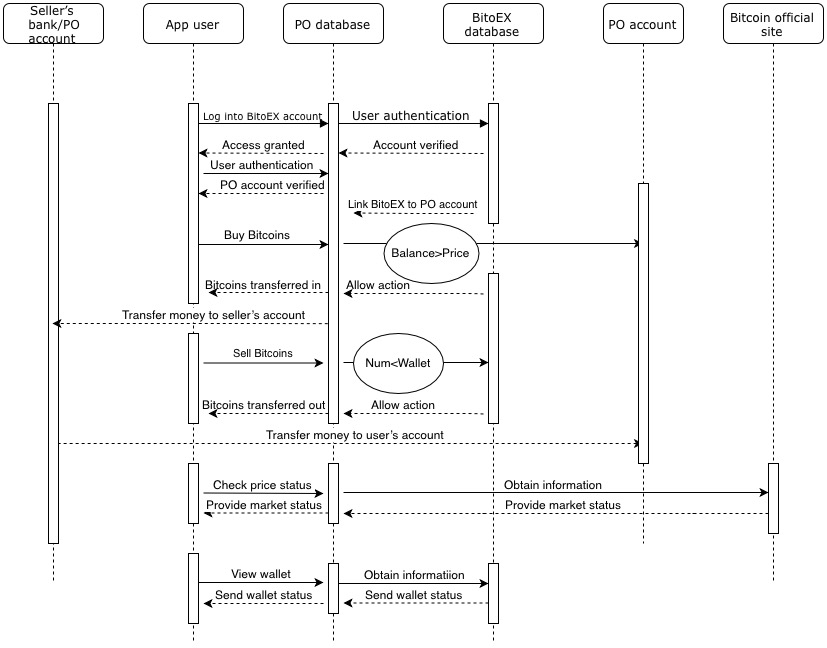 Seller's
bank/PO
account
App user
PO database
BitoEX
database
PO account
Bitcoin official
site
Log into BitoEX account
User authentication
Access granted
Account verified
User authentication
PO account verified
Link BitoEX to PO account
Buy Bitcoins
Balance>Price
Bitcoins transferred in
Allow action
Transfer money to seller's account
Sell Bitcoins
Num<Wallet
Bitcoins transferred out
Allow action
Transfer money to user's account
Check price status
Obtain information
Provide market status
Provide market status
View wallet
Obtain informatiion
Send wallet status
Send wallet status